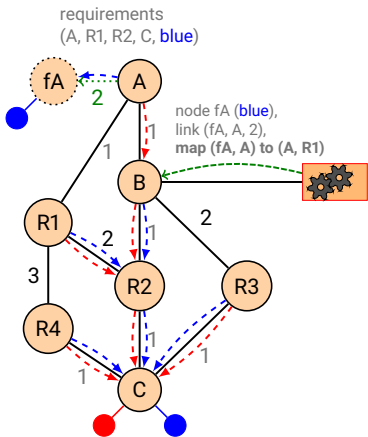 requirements
(A, R1, R2, C, blue)
fA
A
2
node fA (blue),
link (fA, A, 2),
map (fA, A) to (A, R1)
1
1
B
R1
2
2
1
3
R2
R3
R4
1
1
1
C